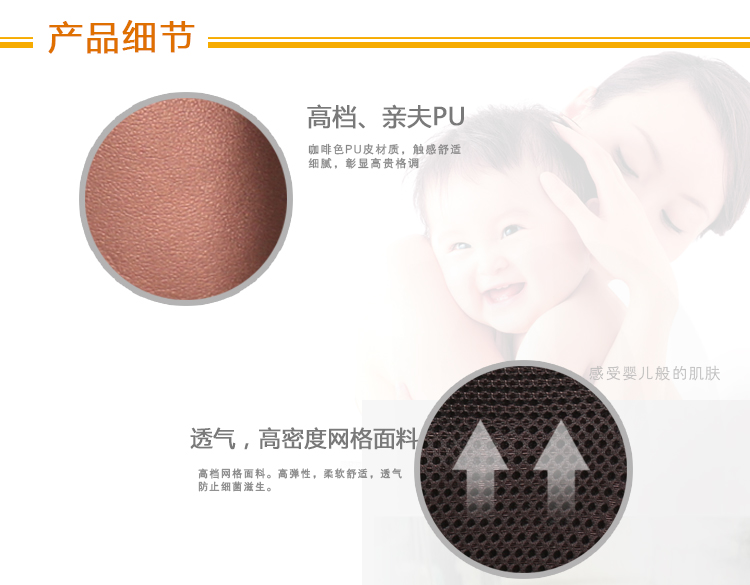 产品细节
高档、亲夫PU
咖啡色PU皮材质，触感舒适
细腻，彰显高贵格调
感受婴儿般的肌肤
透气，高密度网格面料
高档网格面料。高弹性，柔软舒适，透气
防止细菌滋生。